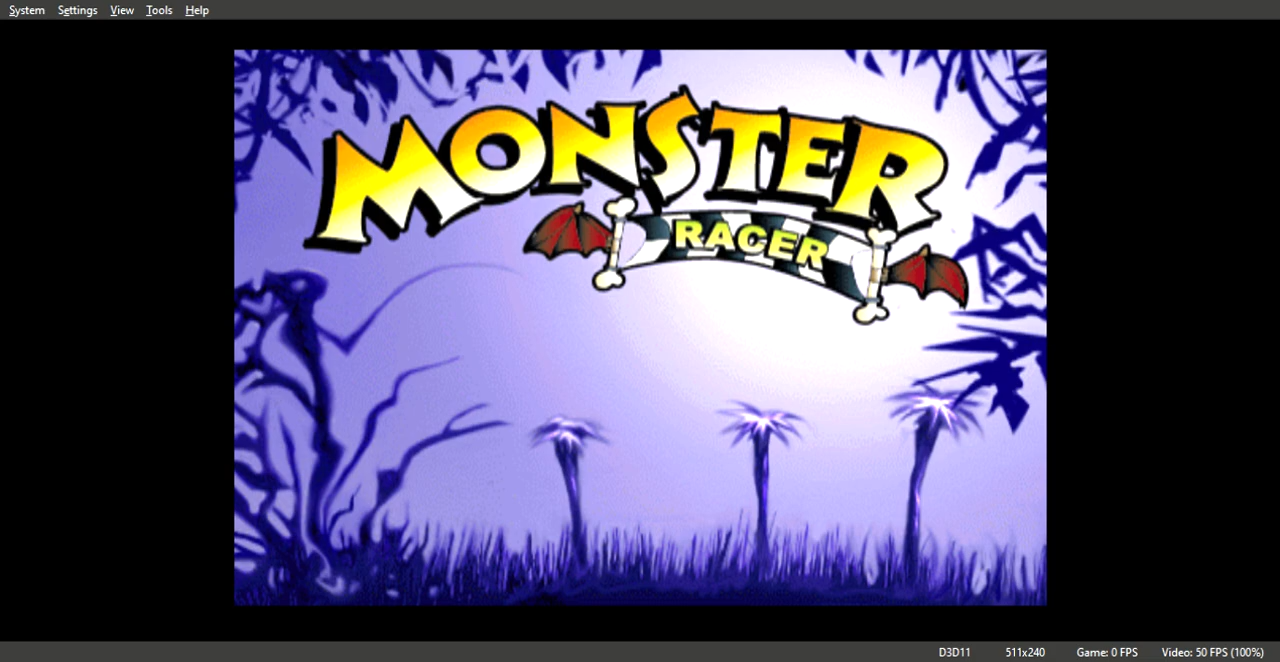 System Settings View Tools Help
MONSTER
RACER
D3D11 511x240 Game: 0 FPS Video: 50 FPS (100%)